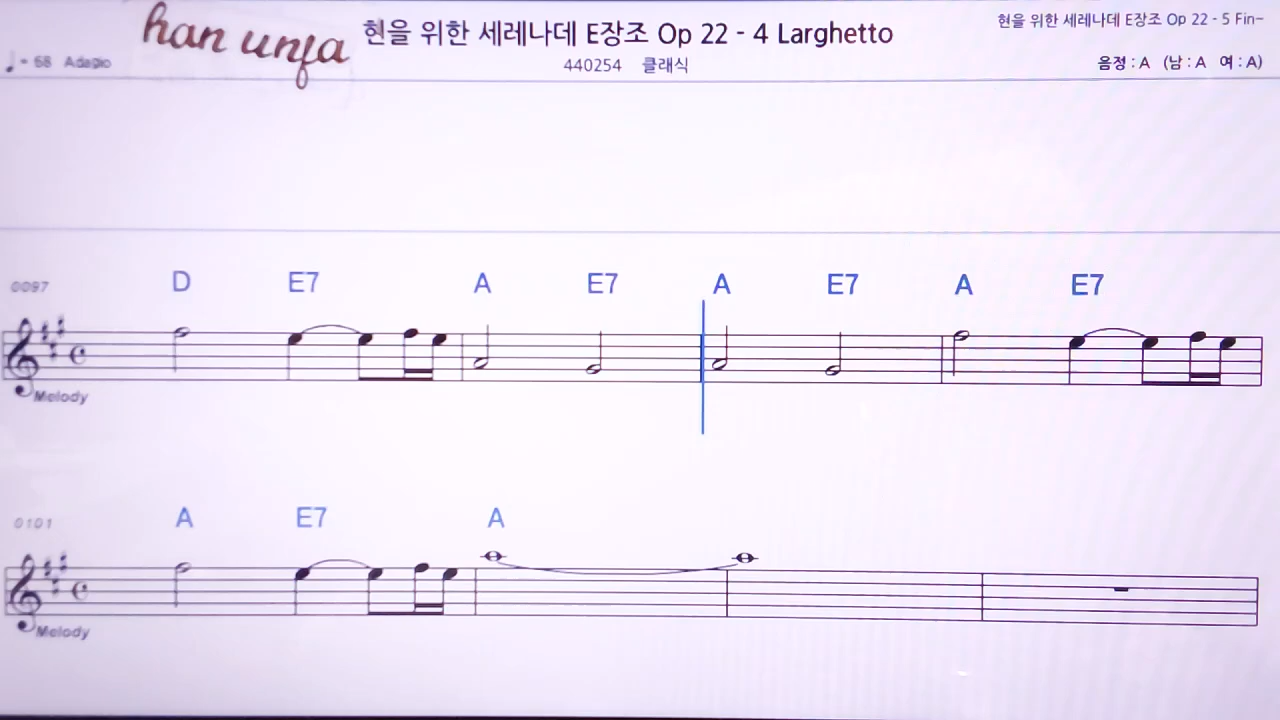 han unja
현을 위한 세레나데 E장조 Op 22 - 4 Larghetto
현을 위한 세레나데 E장조 Op 22 - 5 Fin~
♩= 68 Adagio
440254 클래식
음정 : A (남 : A 여 : A)
D E7 A E7 A E7 A E7
0097
Melody
A E7 A
0101
Melody